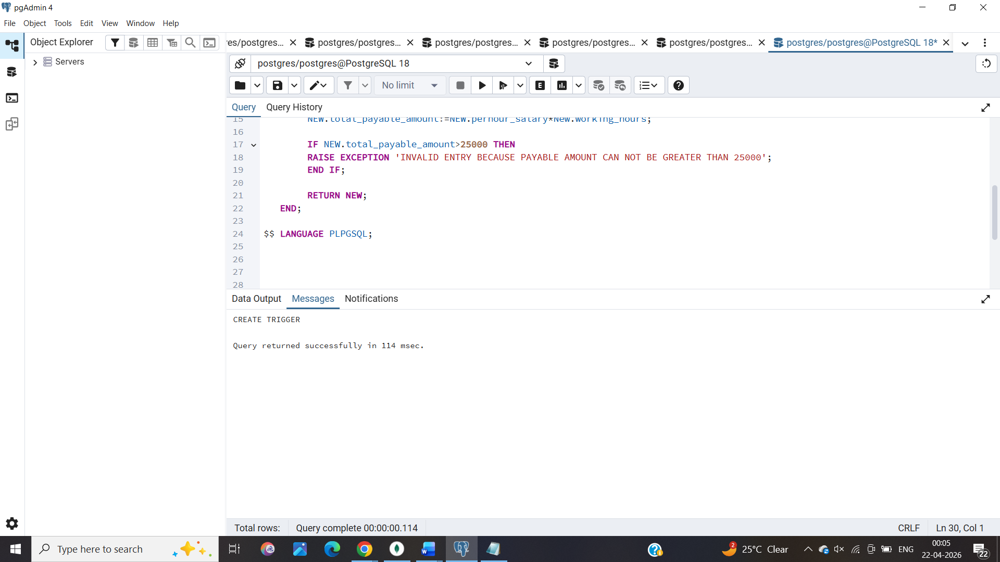 pgAdmin 4
File Object Tools Edit View Window Help
Object Explorer
Servers
res/postgres... postgres/postgres... postgres/postgres... postgres/postgres... postgres/postgres... postgres/postgres@PostgreSQL 18*
postgres/postgres@PostgreSQL 18
No limit
E
Query Query History
15 NEW.total_payable_amount:=NEW.perhour_salary*New.working_hours;
16
17 IF NEW.total_payable_amount>25000 THEN
18 RAISE EXCEPTION 'INVALID ENTRY BECAUSE PAYABLE AMOUNT CAN NOT BE GREATER THAN 25000';
19 END IF;
20
21 RETURN NEW;
22 END;
23
24 $$ LANGUAGE PLPGSQL;
25
26
27
28
Data Output Messages Notifications
CREATE TRIGGER
Query returned successfully in 114 msec.
Total rows: Query complete 00:00:00.114 CRLF Ln 30, Col 1
Type here to search
2
25°C Clear
ENG
00:05
22-04-2026
22